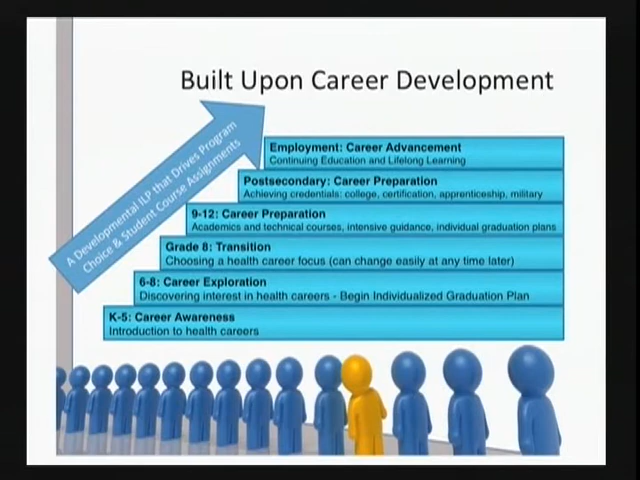 Built Upon Career Development
A Developmental ILP that Drives Program
Choice & Student Course Assignments
Employment: Career Advancement
Continuing Education and Lifelong Learning
Postsecondary: Career Preparation
Achieving credentials: college, certification, apprenticeship, military
9-12: Career Preparation
Academics and technical courses, intensive guidance, individual graduation plans
Grade 8: Transition
Choosing a health career focus (can change easily at any time later)
6-8: Career Exploration
Discovering interest in health careers - Begin Individualized Graduation Plan
K-5: Career Awareness
Introduction to health careers